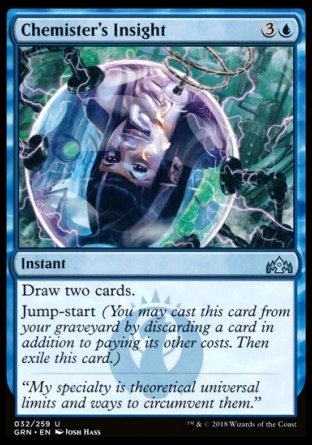 Chemister's Insight 3
Instant
Draw two cards.
Jump-start (You may cast this card from
your graveyard by discarding a card in
addition to paying its other costs. Then
exile this card.)
"My specialty is theoretical universal
limits and ways to circumvent them."
032/259 U
GRN • EN Josh Hass
™ & © 2018 Wizards of the Coast